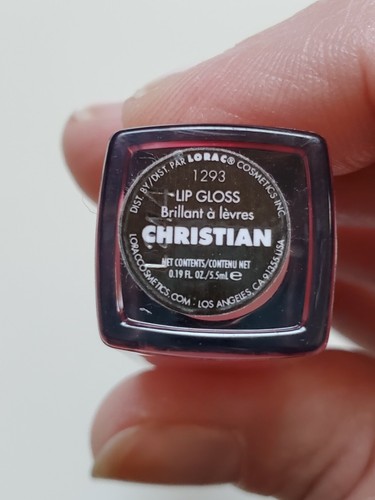 DIST. BY/DIST. PAR LORAC® COSMETICS INC.
1293
LIP GLOSS
Brillant à lèvres
CHRISTIAN
NET CONTENTS/CONTENU NET
0.19 FL. OZ./5.5mL e
LORACCOSMETICS.COM · LOS ANGELES, CA 91355, USA